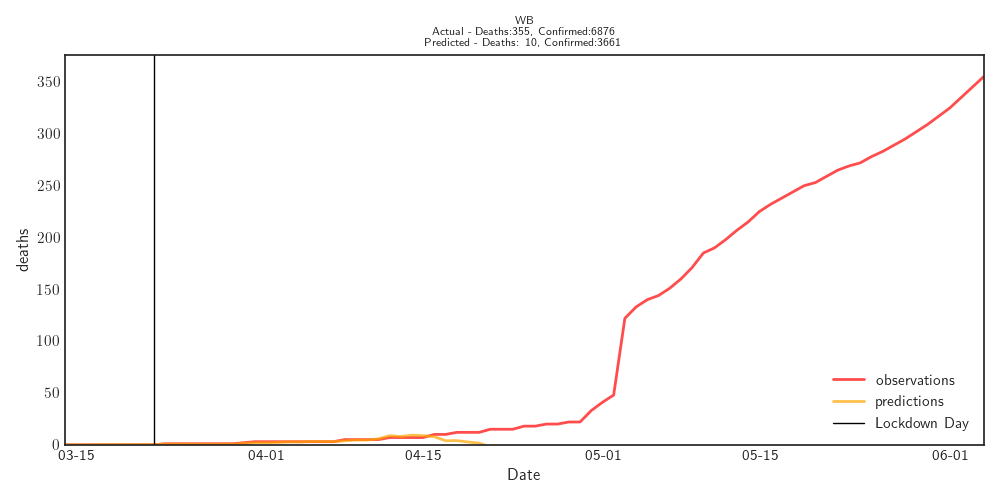 WB
Actual - Deaths:355, Confirmed:6876
Predicted - Deaths: 10, Confirmed:3661
350
300
250
200
150
100
50
0
deaths
observations
predictions
Lockdown Day
03-15 04-01 04-15 05-01 05-15 06-01
Date